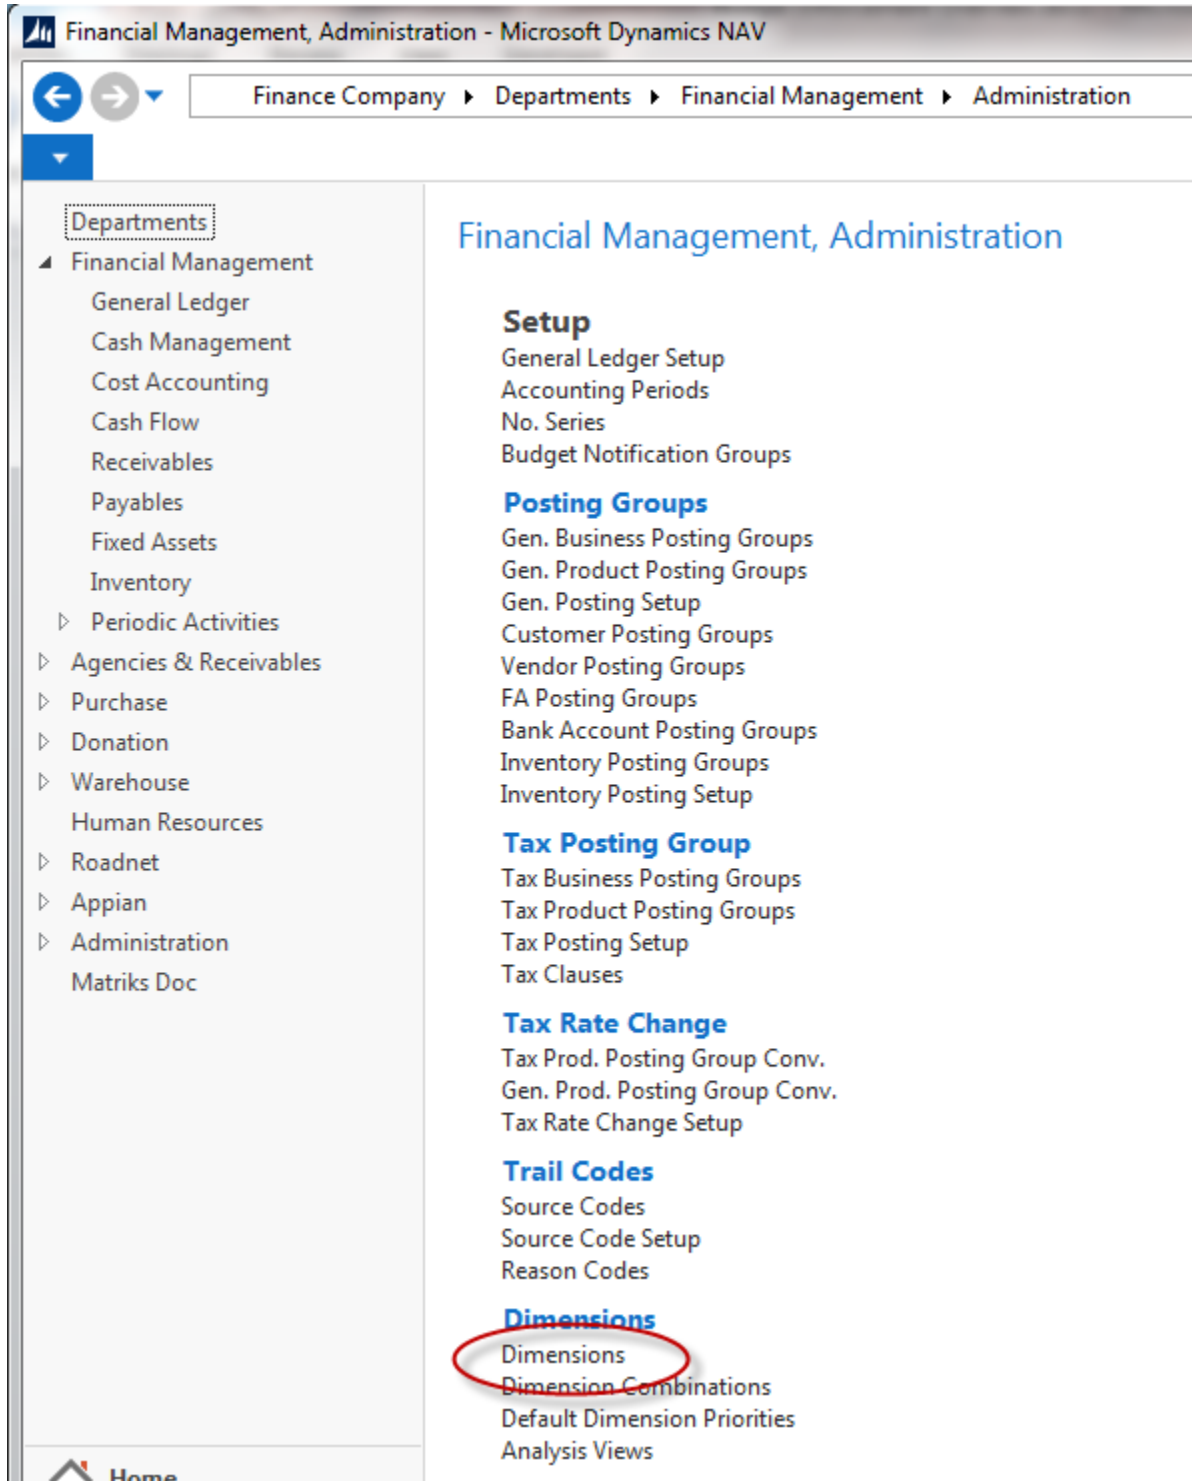 Financial Management, Administration - Microsoft Dynamics NAV
Finance Company ▸ Departments ▸ Financial Management ▸ Administration
Departments
Financial Management
General Ledger
Cash Management
Cost Accounting
Cash Flow
Receivables
Payables
Fixed Assets
Inventory
Periodic Activities
Agencies & Receivables
Purchase
Donation
Warehouse
Human Resources
Roadnet
Appian
Administration
Matriks Doc
Home
Financial Management, Administration
Setup
General Ledger Setup
Accounting Periods
No. Series
Budget Notification Groups
Posting Groups
Gen. Business Posting Groups
Gen. Product Posting Groups
Gen. Posting Setup
Customer Posting Groups
Vendor Posting Groups
FA Posting Groups
Bank Account Posting Groups
Inventory Posting Groups
Inventory Posting Setup
Tax Posting Group
Tax Business Posting Groups
Tax Product Posting Groups
Tax Posting Setup
Tax Clauses
Tax Rate Change
Tax Prod. Posting Group Conv.
Gen. Prod. Posting Group Conv.
Tax Rate Change Setup
Trail Codes
Source Codes
Source Code Setup
Reason Codes
Dimensions
Dimensions
Dimension Combinations
Default Dimension Priorities
Analysis Views